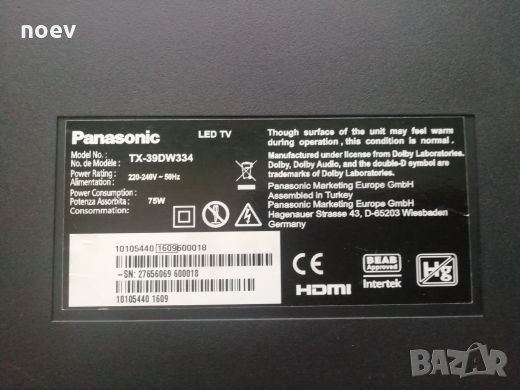 noev
Panasonic
LED TV
Model No. :
No. de Modèle :
TX-39DW334
Power Rating :
Alimentation :
220-240V ~ 50Hz
Power Consumption :
Potenza Assorbita :
Consommation:
75W
Though surface of the unit may feel warm
during operation, this condition is normal.
Manufactured under license from Dolby Laboratories.
Dolby, Dolby Audio, and the double-D symbol are
trademarks of Dolby Laboratories.
Panasonic Marketing Europe GmbH
Assembled in Turkey
Panasonic Marketing Europe GmbH
Hagenauer Strasse 43, D-65203 Wiesbaden
Germany
10105440 1609600018
-SN: 27656069 600018
10105440 1609
CE
HDMI
BEAB
Approved
Intertek
Hg
BAZAR